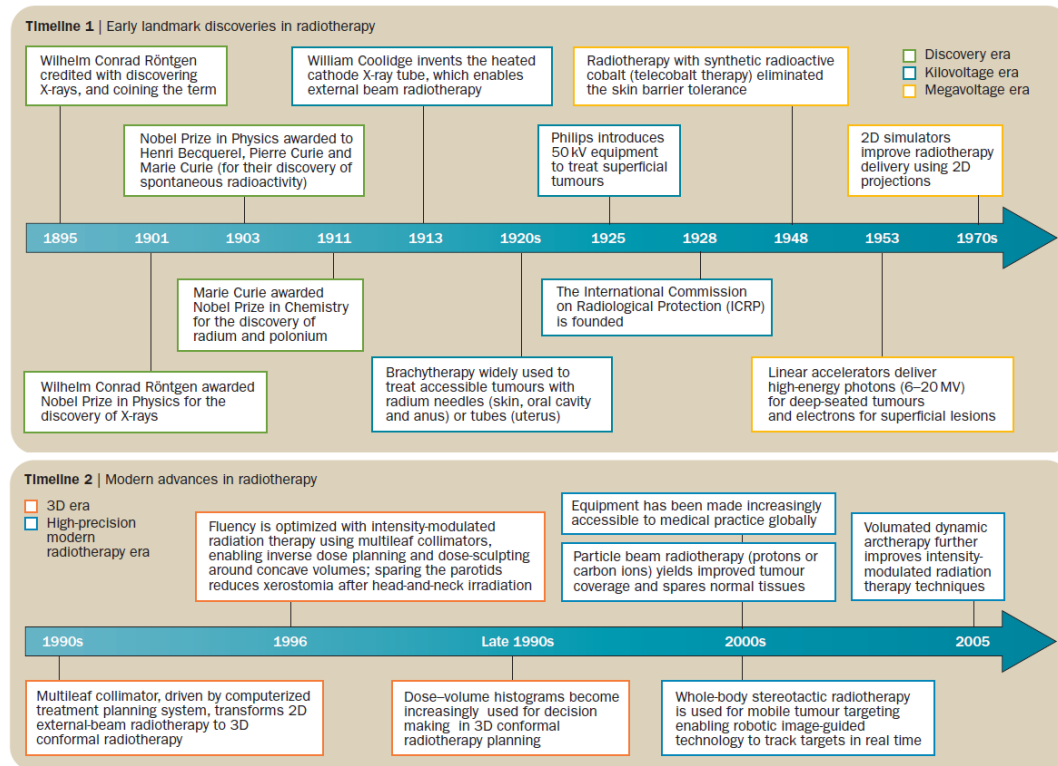 Timeline 1 | Early landmark discoveries in radiotherapy
Wilhelm Conrad Röntgen
credited with discovering
X-rays, and coining the term
William Coolidge invents the heated
cathode X-ray tube, which enables
external beam radiotherapy
Radiotherapy with synthetic radioactive
cobalt (telecobalt therapy) eliminated
the skin barrier tolerance
Discovery era
Kilovoltage era
Megavoltage era
Nobel Prize in Physics awarded to
Henri Becquerel, Pierre Curie and
Marie Curie (for their discovery of
spontaneous radioactivity)
Philips introduces
50 kV equipment
to treat superficial
tumours
2D simulators
improve radiotherapy
delivery using 2D
projections
1895 1901 1903 1911 1913 1920s 1925 1928 1948 1953 1970s
Marie Curie awarded
Nobel Prize in Chemistry
for the discovery of
radium and polonium
The International Commission
on Radiological Protection (ICRP)
is founded
Wilhelm Conrad Röntgen awarded
Nobel Prize in Physics for the
discovery of X-rays
Brachytherapy widely used to
treat accessible tumours with
radium needles (skin, oral cavity
and anus) or tubes (uterus)
Linear accelerators deliver
high-energy photons (6–20 MV)
for deep-seated tumours
and electrons for superficial lesions
Timeline 2 | Modern advances in radiotherapy
3D era
High-precision
modern
radiotherapy era
Fluency is optimized with intensity-modulated
radiation therapy using multileaf collimators,
enabling inverse dose planning and dose-sculpting
around concave volumes; sparing the parotids
reduces xerostomia after head-and-neck irradiation
Equipment has been made increasingly
accessible to medical practice globally
Particle beam radiotherapy (protons or
carbon ions) yields improved tumour
coverage and spares normal tissues
Volumated dynamic
arctherapy further
improves intensity-
modulated radiation
therapy techniques
1990s 1996 Late 1990s 2000s 2005
Multileaf collimator, driven by computerized
treatment planning system, transforms 2D
external-beam radiotherapy to 3D
conformal radiotherapy
Dose–volume histograms become
increasingly used for decision
making in 3D conformal
radiotherapy planning
Whole-body stereotactic radiotherapy
is used for mobile tumour targeting
enabling robotic image-guided
technology to track targets in real time